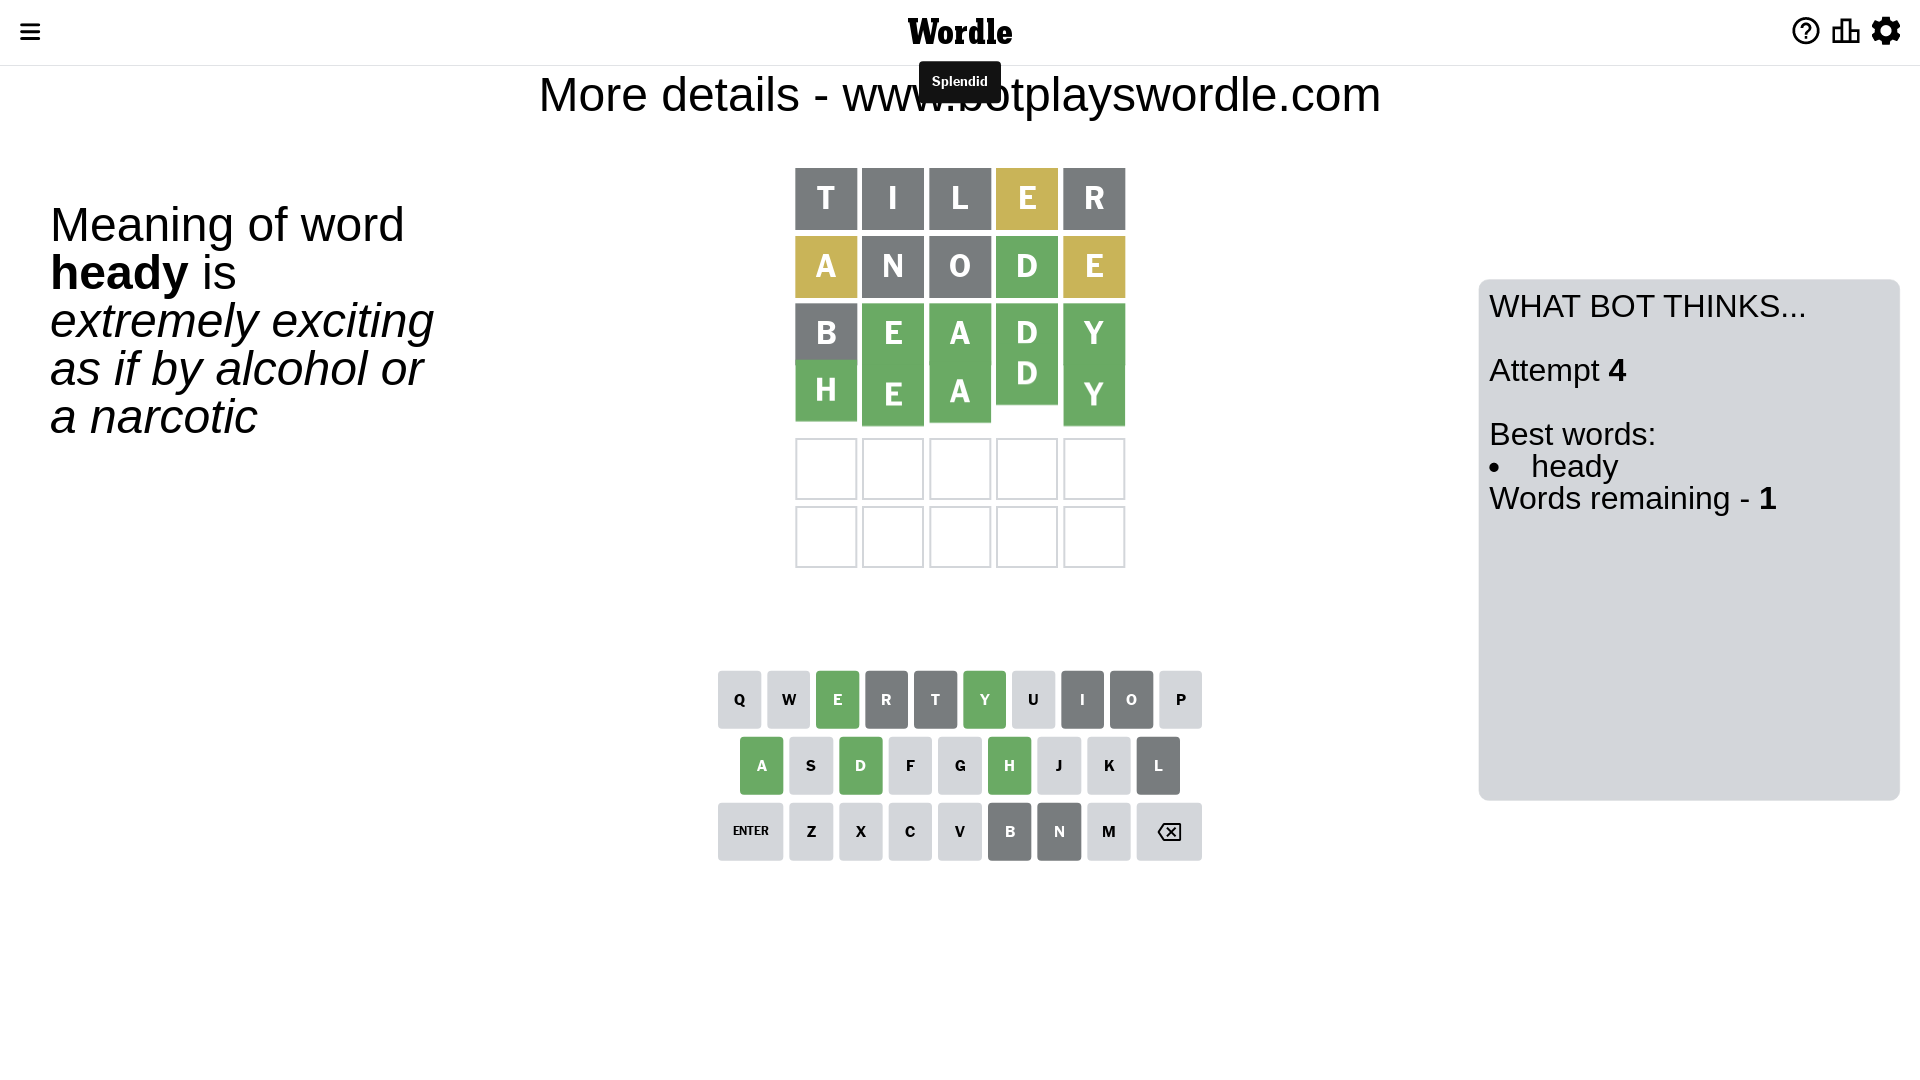 Wordle
Splendid
More details - www.botplayswordle.com
Meaning of word
heady is
extremely exciting
as if by alcohol or
a narcotic
T I L E R
A N O D E
B E A D Y
H E A D Y
WHAT BOT THINKS...
Attempt 4
Best words:
• heady
Words remaining - 1
Q W E R T Y U I O P
A S D F G H J K L
ENTER Z X C V B N M